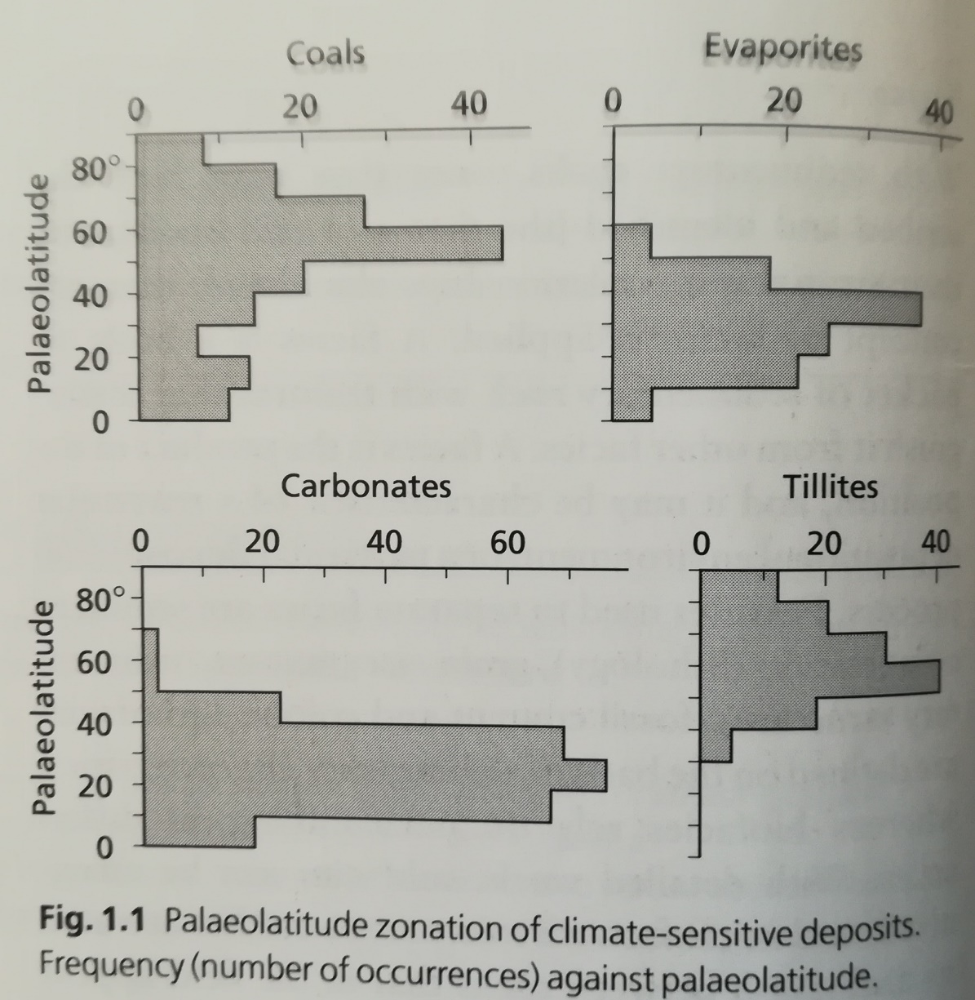 Coals
0 20 40
Palaeolatitude
80°
60
40
20
0
Evaporites
0 20 40
Carbonates
0 20 40 60
Palaeolatitude
80°
60
40
20
0
Tillites
0 20 40
Fig. 1.1 Palaeolatitude zonation of climate-sensitive deposits.
Frequency (number of occurrences) against palaeolatitude.